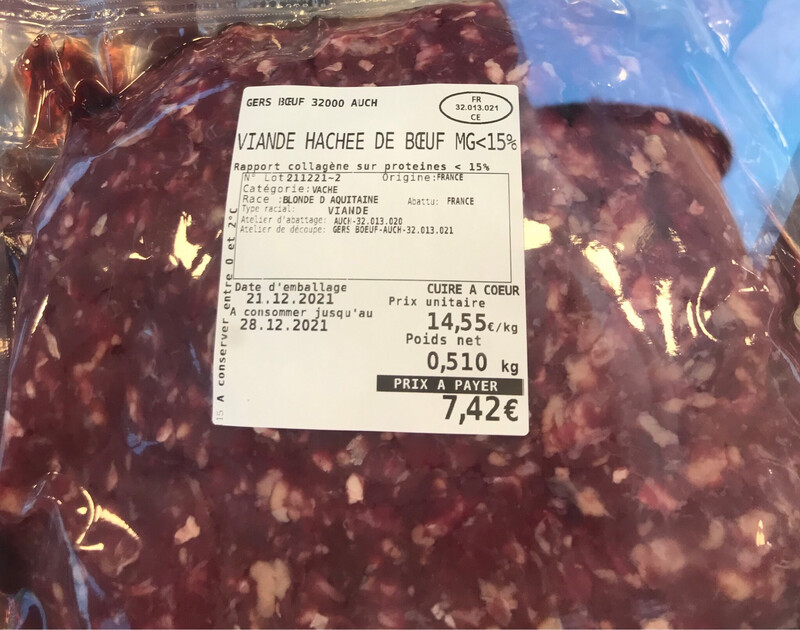 GERS BŒUF 32000 AUCH
FR
32.013.021
CE
VIANDE HACHEE DE BŒUF MG<15%
Rapport collagène sur proteines < 15%
N° Lot 211221-2 Origine: FRANCE
Catégorie: VACHE
Race : BLONDE D AQUITAINE Abattu: FRANCE
Type racial: VIANDE
Atelier d'abattage: AUCH-32.013.020
Atelier de découpe: GERS BOEUF-AUCH-32.013.021
A conserver entre 0 et 2°C
Date d'emballage
21.12.2021
A consommer jusqu'au
28.12.2021
CUIRE A COEUR
Prix unitaire
14,55€/kg
Poids net
0,510 kg
PRIX A PAYER
7,42€